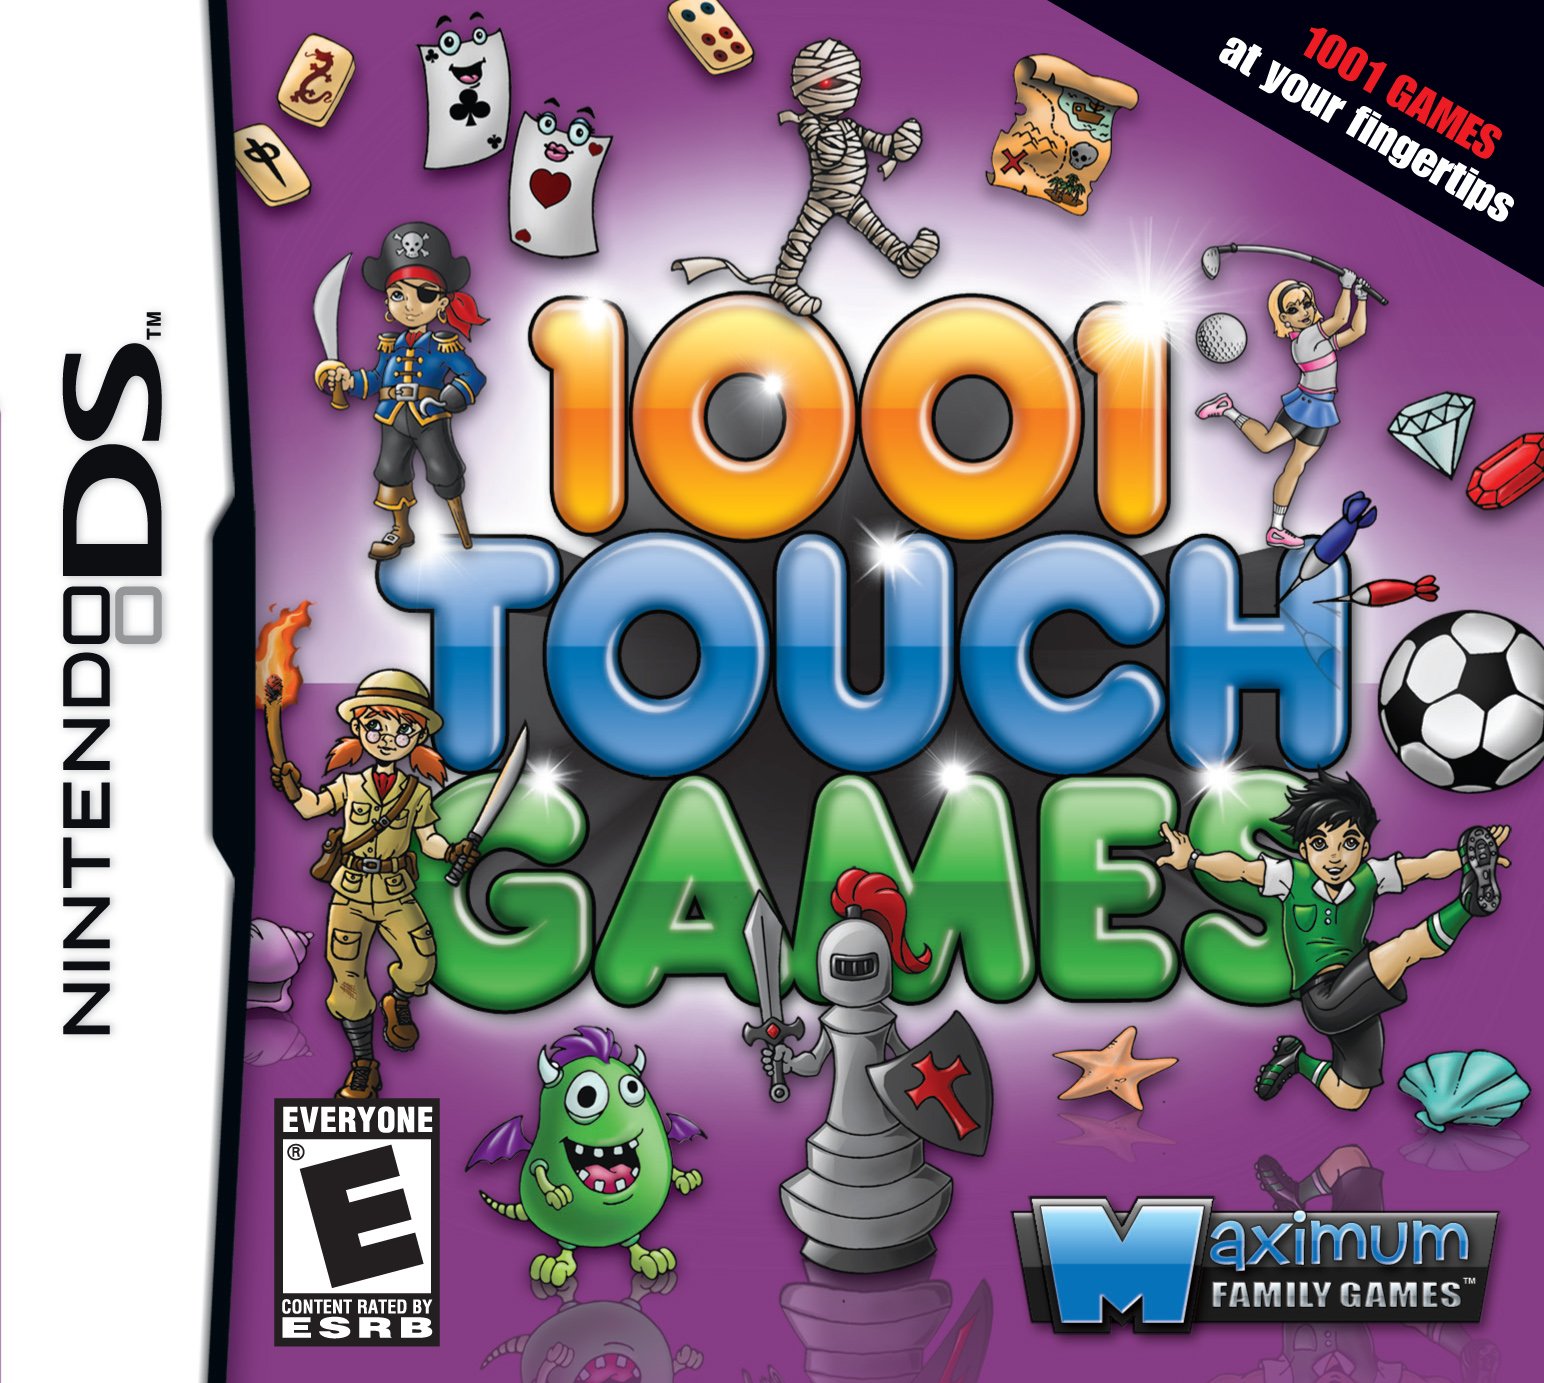 1001 GAMES
at your fingertips
NINTENDO DS™
1001
TOUCH
GAMES
EVERYONE
E®
CONTENT RATED BY
ESRB
Maximum
FAMILY GAMES™